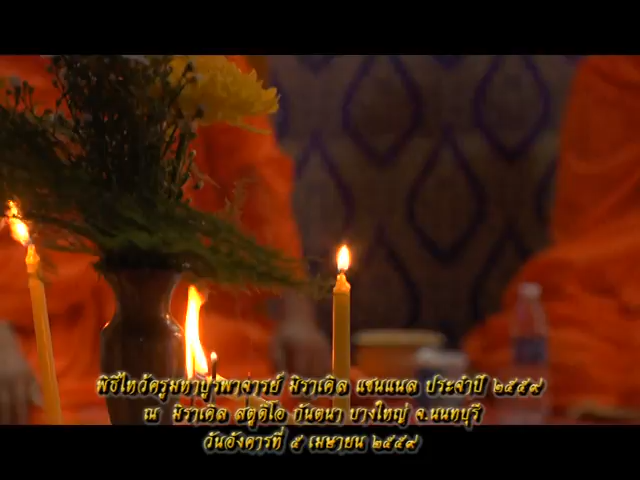 พิธีไหว้ครูมหาบูรพาจารย์ มิราเคิล แชนแนล ประจำปี ๒๕๕๙
ณ มิราเคิล สตูดิโอ กันตนา บางใหญ่ จ.นนทบุรี
วันอังคารที่ ๕ เมษายน ๒๕๕๙